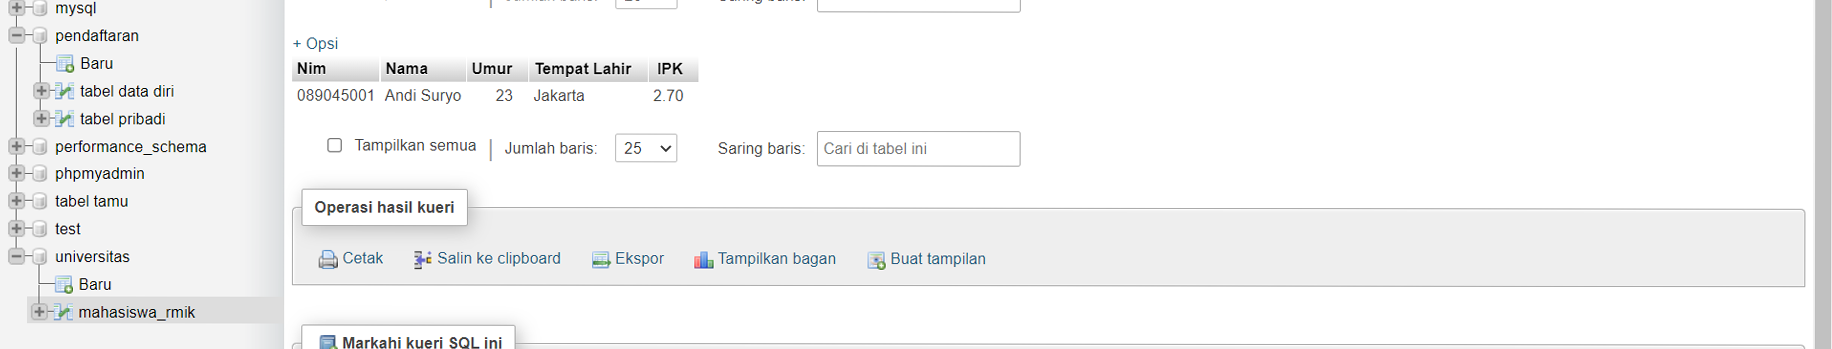 mysql
pendaftaran
Baru
tabel data diri
tabel pribadi
performance_schema
phpmyadmin
tabel tamu
test
universitas
Baru
mahasiswa_rmik
Jumlah baris: 25 Saring baris:
+ Opsi
Nim Nama Umur Tempat Lahir IPK
089045001 Andi Suryo 23 Jakarta 2.70
Tampilkan semua | Jumlah baris: 25 Saring baris: Cari di tabel ini
Operasi hasil kueri
Cetak Salin ke clipboard Ekspor Tampilkan bagan Buat tampilan
Markahi kueri SQL ini